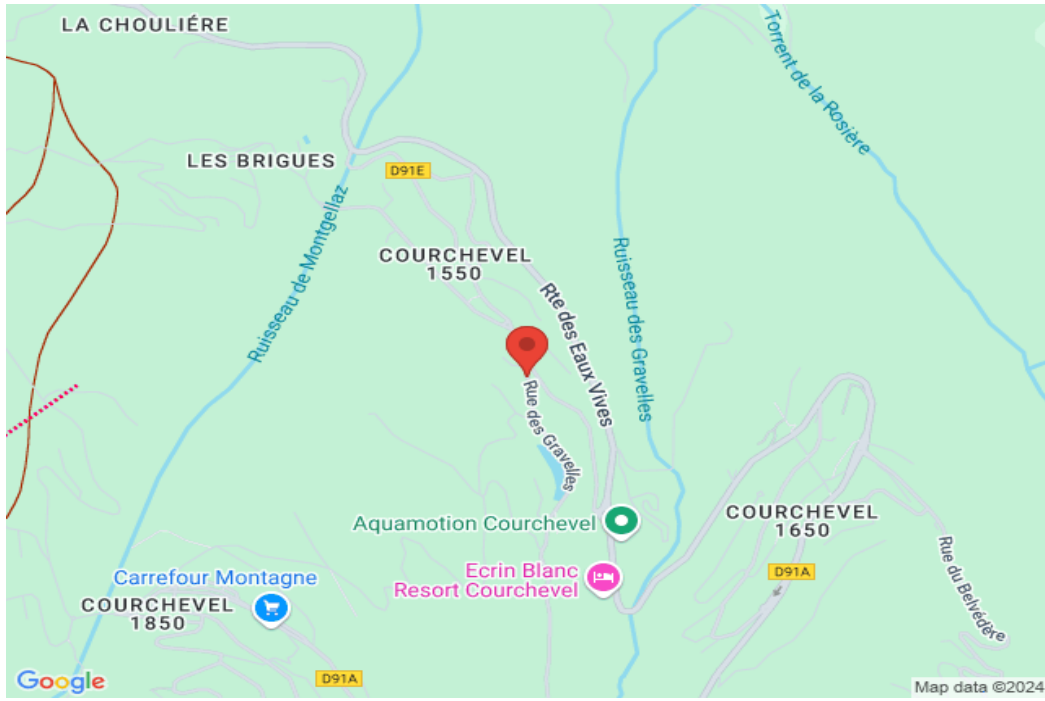 LA CHOULIÉRE
Torrent de la Rosière
LES BRIGUES
D91E
Ruisseau de Montgellaz
COURCHEVEL
1550
Ruisseau des Gravelles
Rte des Eaux Vives
Rue des Gravelles
Aquamotion Courchevel
COURCHEVEL
1650
Ecrin Blanc
Resort Courchevel
D91A
Rue du Belvédère
Carrefour Montagne
COURCHEVEL
1850
D91A
Google
Map data ©2024